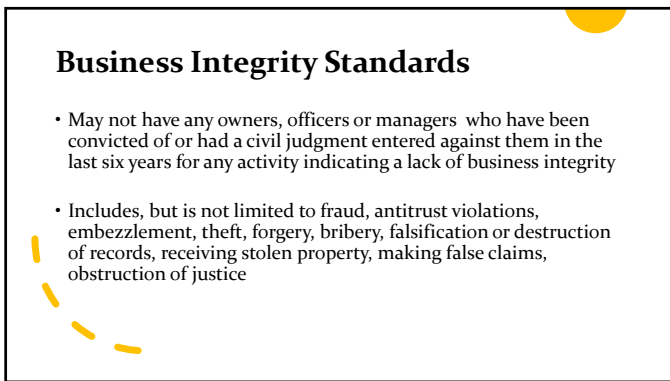 Business Integrity Standards
• May not have any owners, officers or managers who have been
convicted of or had a civil judgment entered against them in the
last six years for any activity indicating a lack of business integrity
• Includes, but is not limited to fraud, antitrust violations,
embezzlement, theft, forgery, bribery, falsification or destruction
of records, receiving stolen property, making false claims,
obstruction of justice